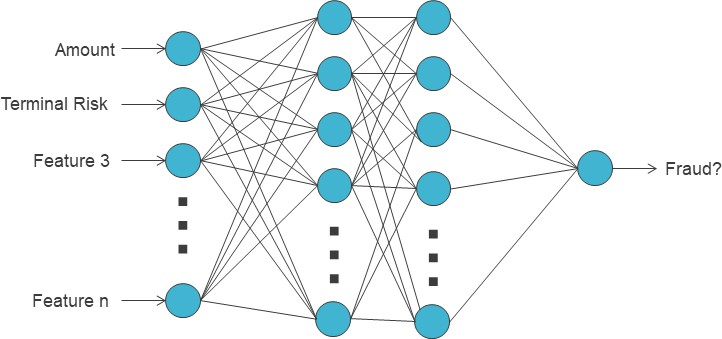 Amount
Terminal Risk
Feature 3
Feature n
Fraud?